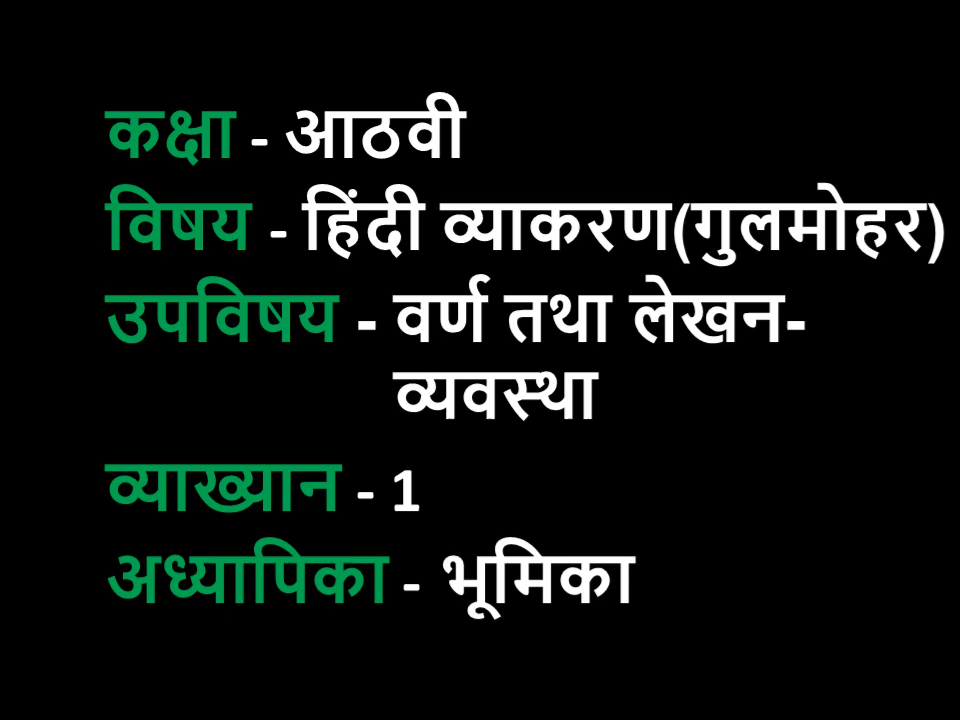 कक्षा - आठवी
विषय - हिंदी व्याकरण(गुलमोहर)
उपविषय - वर्ण तथा लेखन-
व्यवस्था
व्याख्यान - 1
अध्यापिका - भूमिका